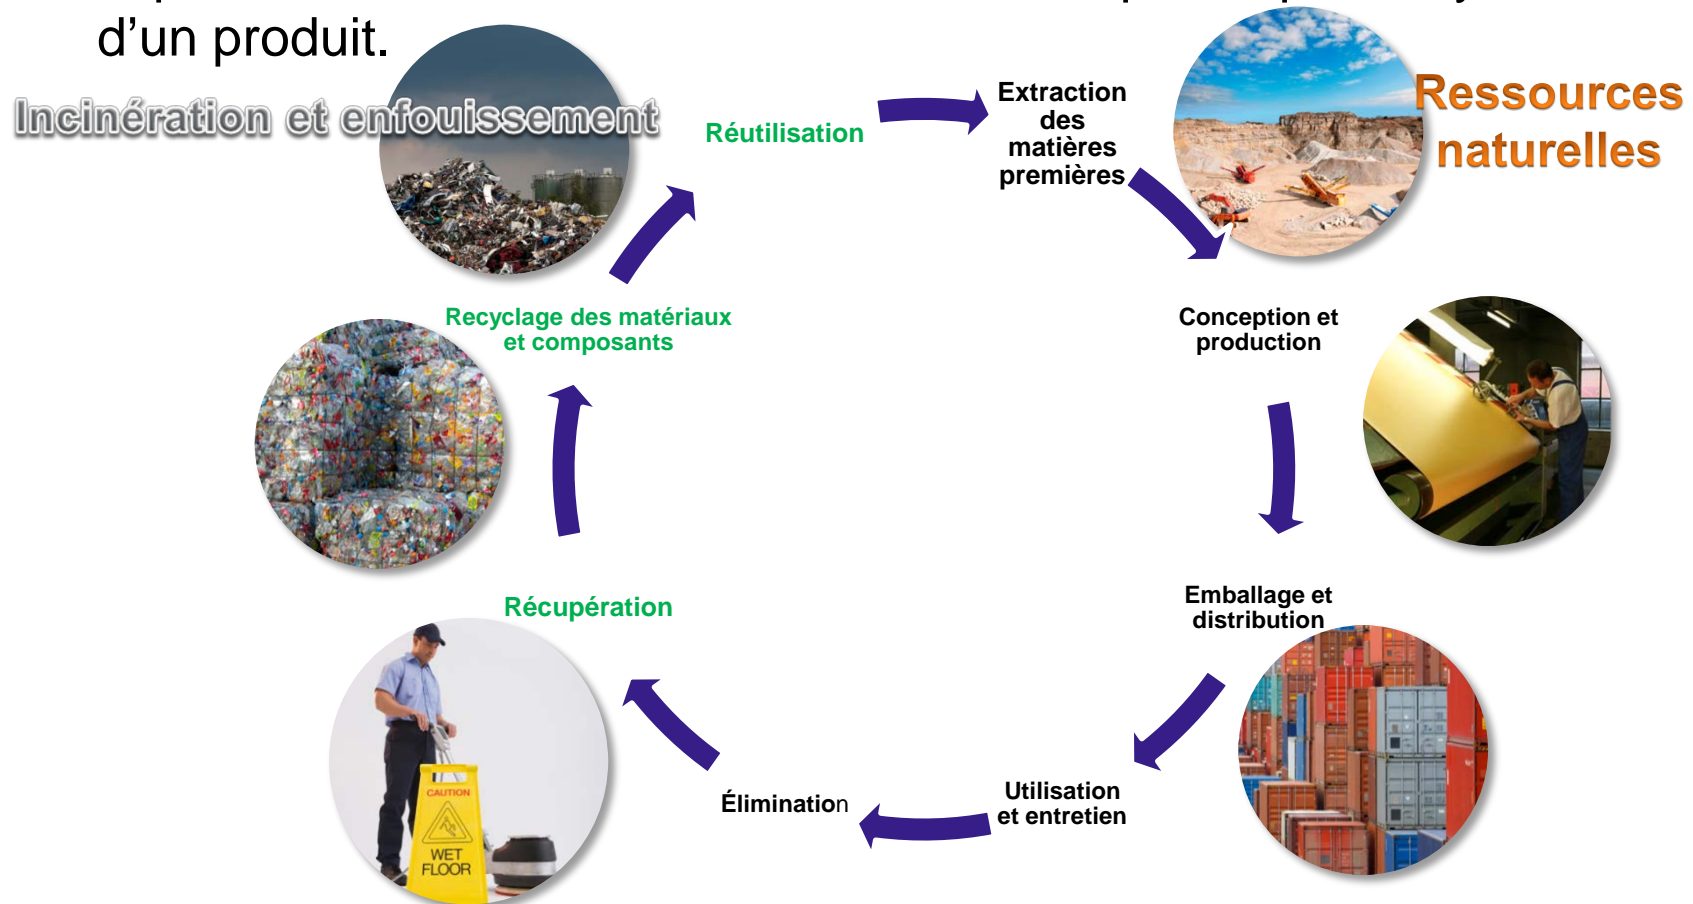 d’un produit.
Incinération et enfouissement
Réutilisation
Extraction
des
matières
premières
Ressources
naturelles
Recyclage des matériaux
et composants
Conception et
production
Récupération
Emballage et
distribution
Élimination
Utilisation
et entretien
CAUTION
WET
FLOOR